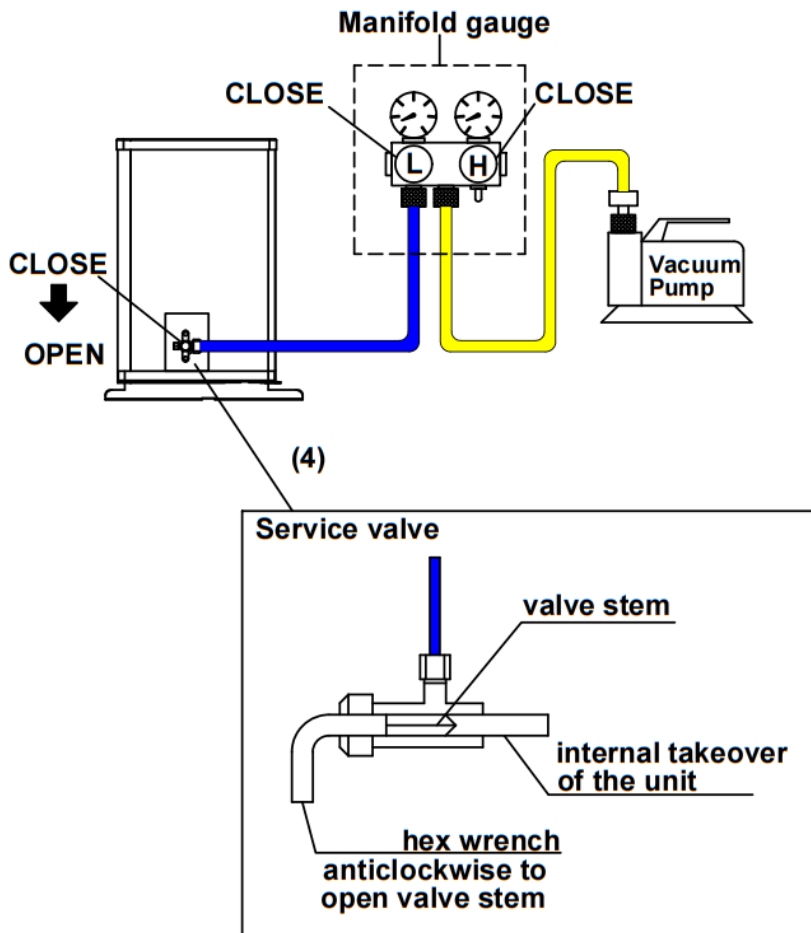 Manifold gauge
CLOSE
CLOSE
L
H
CLOSE
OPEN
Vacuum
Pump
(4)
Service valve
valve stem
internal takeover
of the unit
hex wrench
anticlockwise to
open valve stem